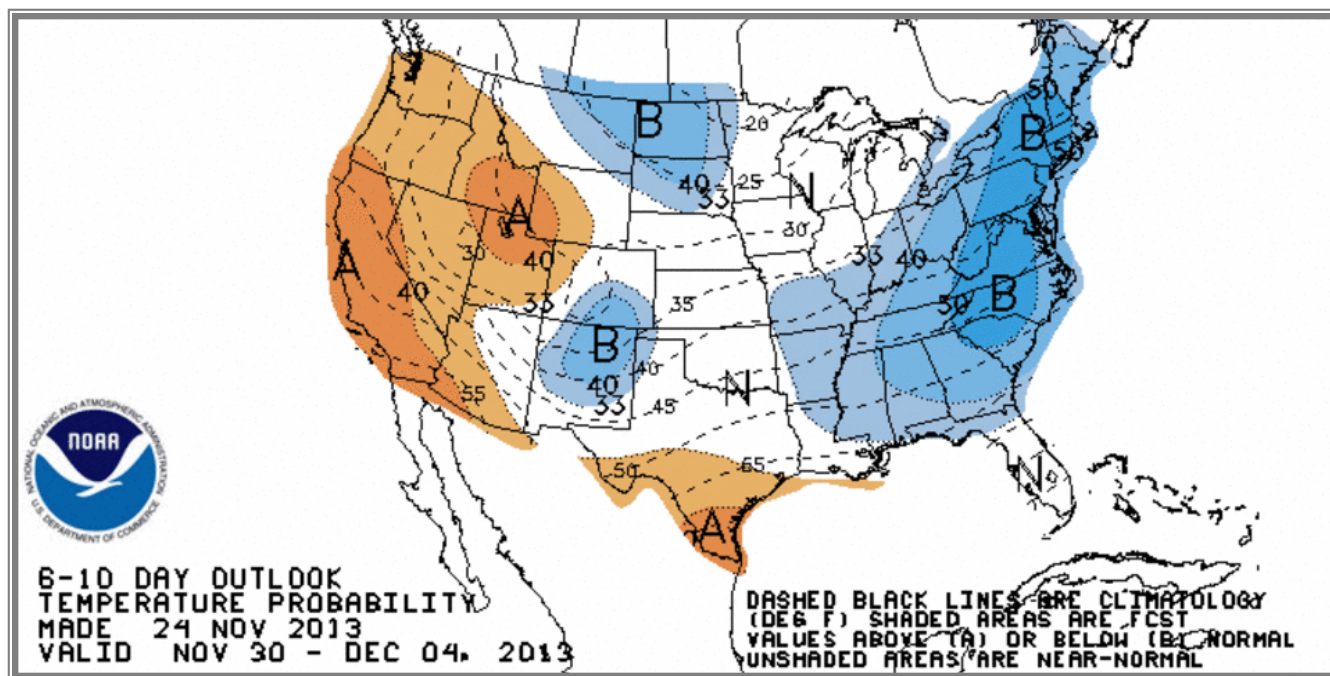 B
20
B
50
50
40
25
33
N
A
A
30
30
40
33
40
40
33
35
33
40
50
B
B
40
33
40
45
N
55
50
65
A
N
NOAA
NATIONAL OCEANIC AND ATMOSPHERIC ADMINISTRATION
U.S. DEPARTMENT OF COMMERCE
6-10 DAY OUTLOOK
TEMPERATURE PROBABILITY
MADE 24 NOV 2013
VALID NOV 30 - DEC 04, 2013
DASHED BLACK LINES ARE CLIMATOLOGY
(DEG F) SHADED AREAS ARE FCST
VALUES ABOVE (A) OR BELOW (B) NORMAL
UNSHADED AREAS ARE NEAR-NORMAL